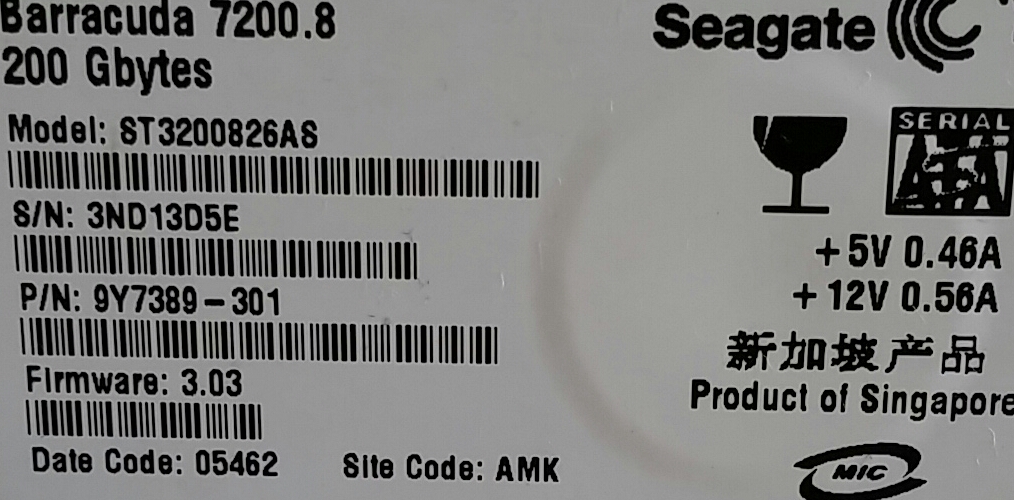 Barracuda 7200.8
200 Gbytes
Seagate
Model: ST3200826AS
SERIAL
ATA
S/N: 3ND13D5E
+5V 0.46A
P/N: 9Y7389-301
+12V 0.56A
新加坡产品
Firmware: 3.03
Product of Singapore
Date Code: 05462
Site Code: AMK
MIC